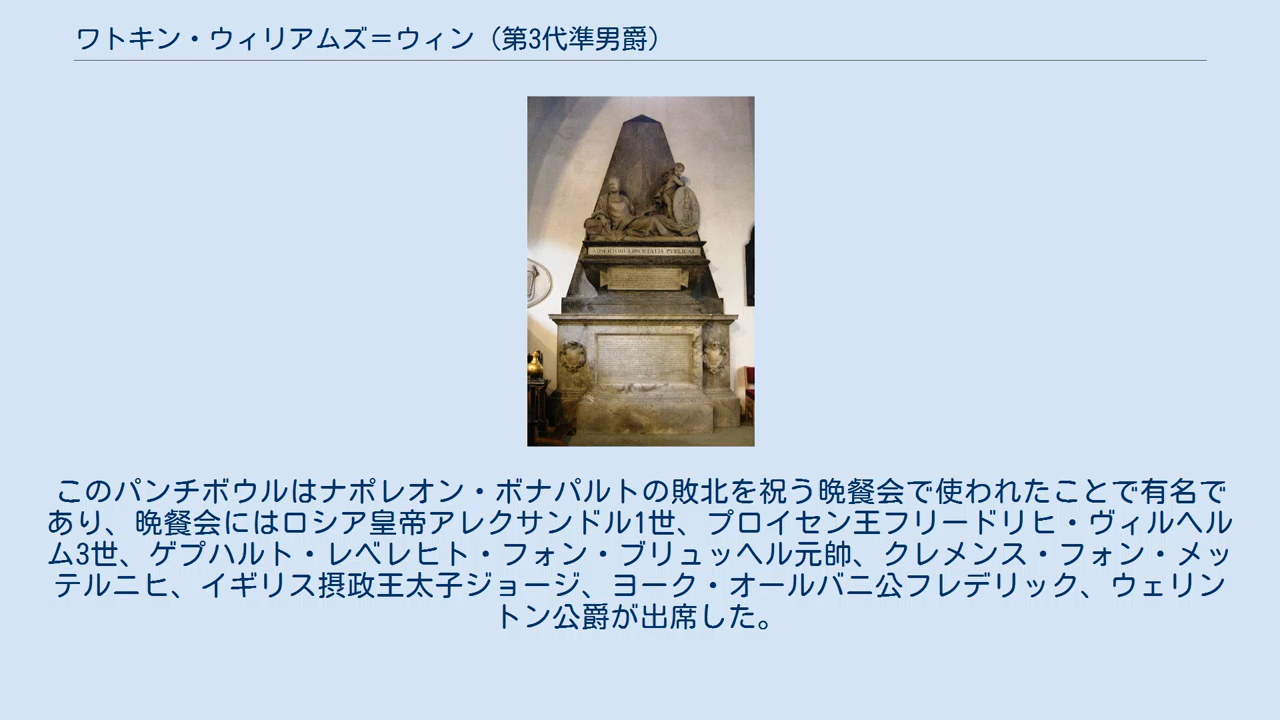 ワトキン・ウィリアムズ＝ウィン（第3代準男爵）
このパンチボウルはナポレオン・ボナパルトの敗北を祝う晩餐会で使われたことで有名で
あり、晩餐会にはロシア皇帝アレクサンドル1世、プロイセン王フリードリヒ・ヴィルヘル
ム3世、ゲプハルト・レベレヒト・フォン・ブリュッヘル元帥、クレメンス・フォン・メッ
テルニヒ、イギリス摂政王太子ジョージ、ヨーク・オールバニ公フレデリック、ウェリン
トン公爵が出席した。